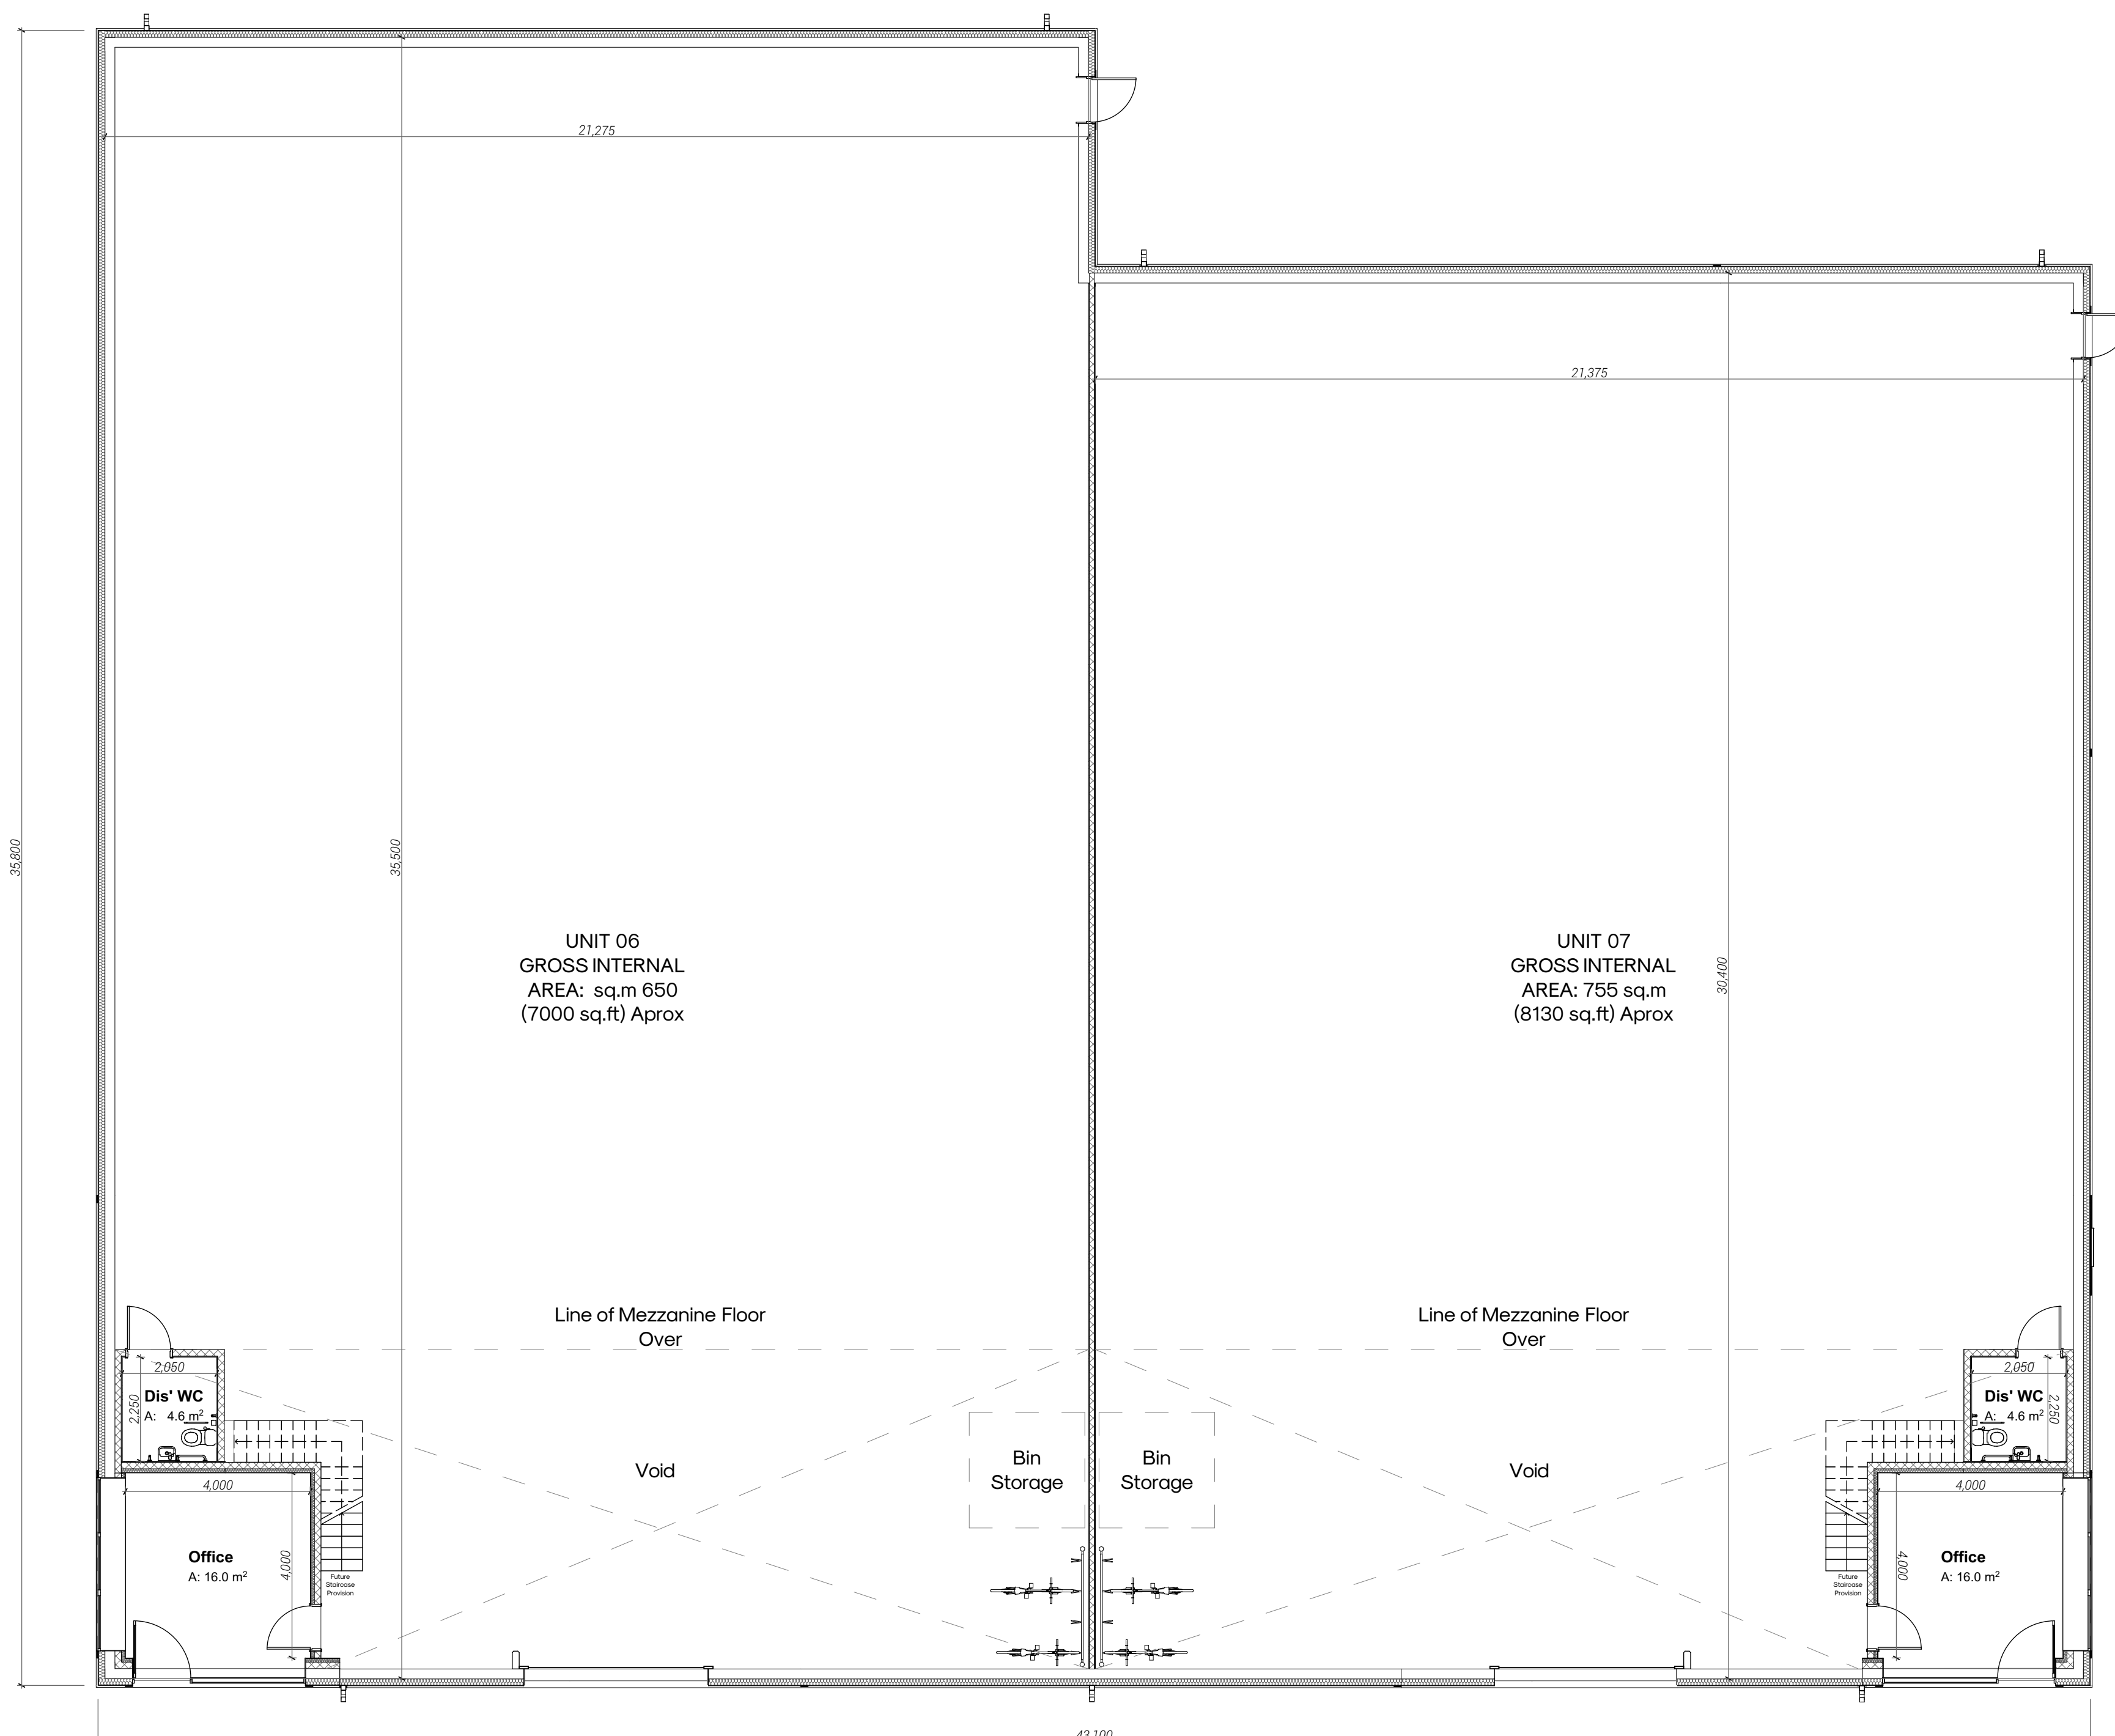 21,275
21,375
35,800
35,500
30,400
UNIT 06
GROSS INTERNAL
AREA:  sq.m 650
(7000 sq.ft) Aprox
UNIT 07
GROSS INTERNAL
AREA: 755 sq.m
(8130 sq.ft) Aprox
Line of Mezzanine Floor
Over
Line of Mezzanine Floor
Over
2,050
2,250
Dis' WC
A: 4.6 m²
2,050
2,250
Dis' WC
A: 4.6 m²
Void
Bin
Storage
Bin
Storage
Void
4,000
4,000
Office
A: 16.0 m²
Future
Staircase
Provision
Future
Staircase
Provision
4,000
4,000
Office
A: 16.0 m²
43,100